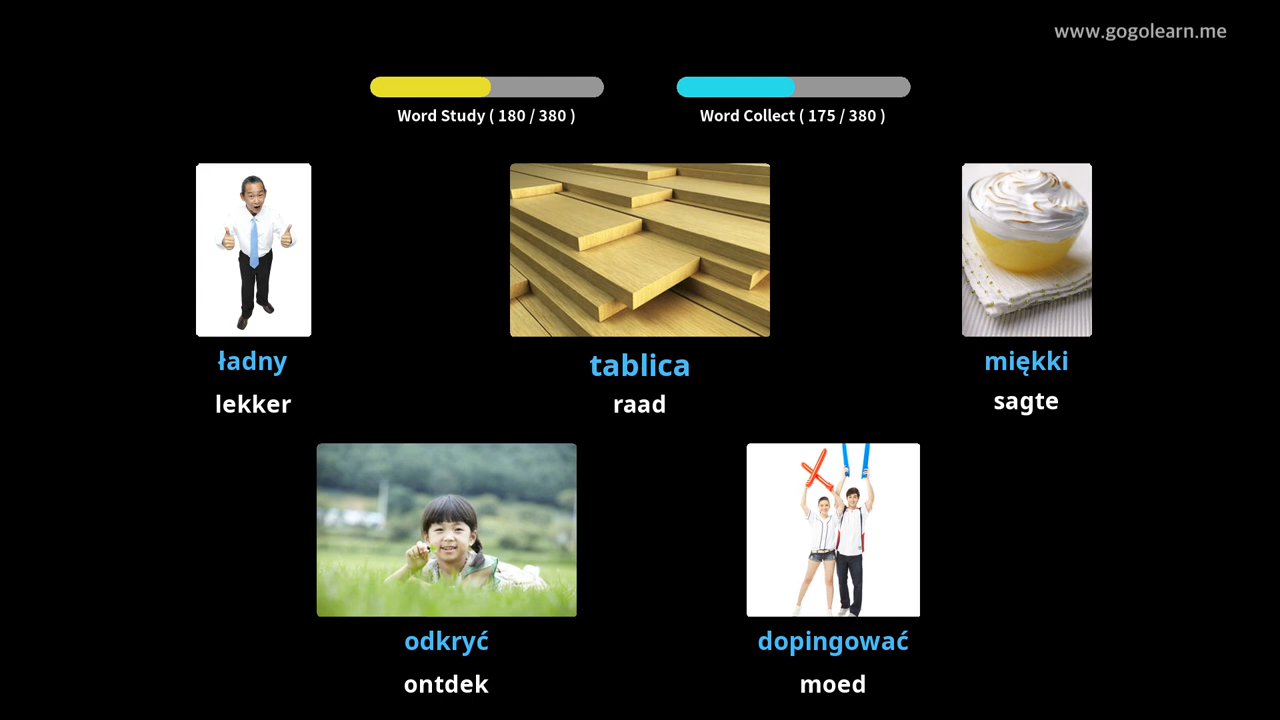 www.gogolearn.me
Word Study ( 180 / 380 )
Word Collect ( 175 / 380 )
ładny
lekker
tablica
raad
miękki
sagte
odkryć
ontdek
dopingować
moed